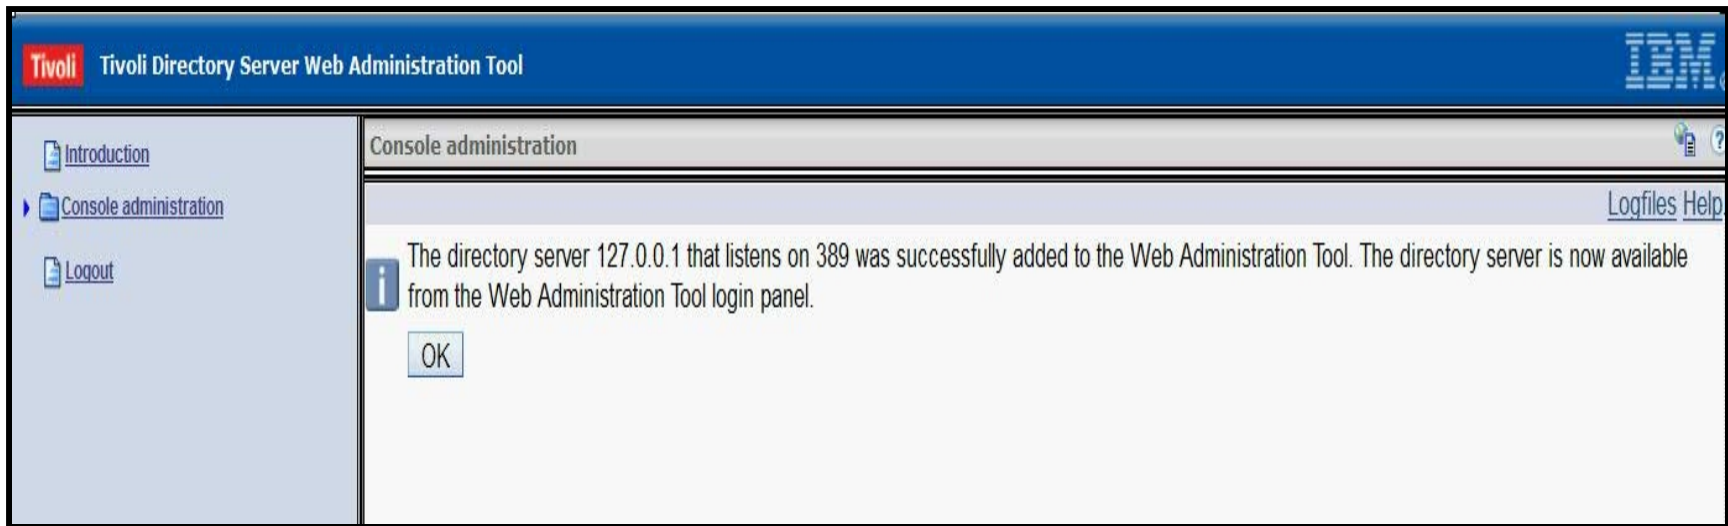 Tivoli Tivoli Directory Server Web Administration Tool IBM
Introduction
Console administration
Logout
Console administration
?
Logfiles Help
The directory server 127.0.0.1 that listens on 389 was successfully added to the Web Administration Tool. The directory server is now available
from the Web Administration Tool login panel.
OK